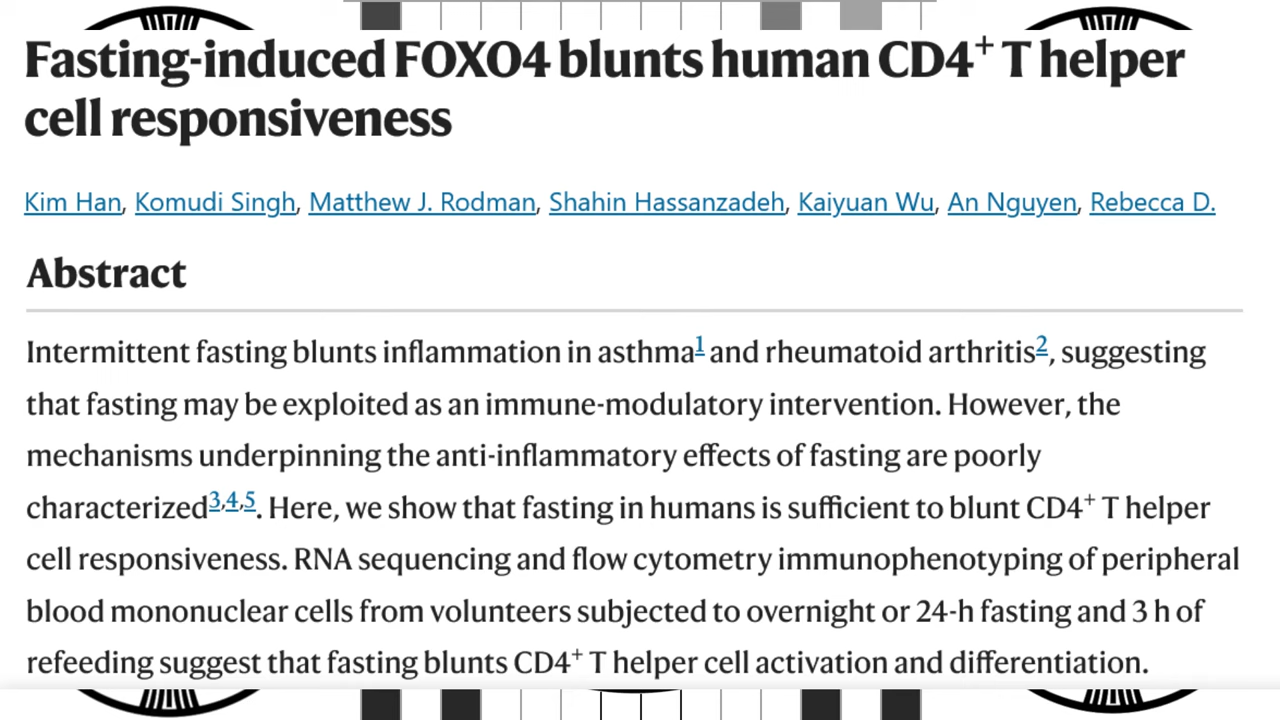 Fasting-induced FOXO4 blunts human CD4⁺ T helper
cell responsiveness
Kim Han, Komudi Singh, Matthew J. Rodman, Shahin Hassanzadeh, Kaiyuan Wu, An Nguyen, Rebecca D.
Abstract
Intermittent fasting blunts inflammation in asthma¹ and rheumatoid arthritis², suggesting
that fasting may be exploited as an immune-modulatory intervention. However, the
mechanisms underpinning the anti-inflammatory effects of fasting are poorly
characterized³,⁴,⁵. Here, we show that fasting in humans is sufficient to blunt CD4⁺ T helper
cell responsiveness. RNA sequencing and flow cytometry immunophenotyping of peripheral
blood mononuclear cells from volunteers subjected to overnight or 24-h fasting and 3 h of
refeeding suggest that fasting blunts CD4⁺ T helper cell activation and differentiation.